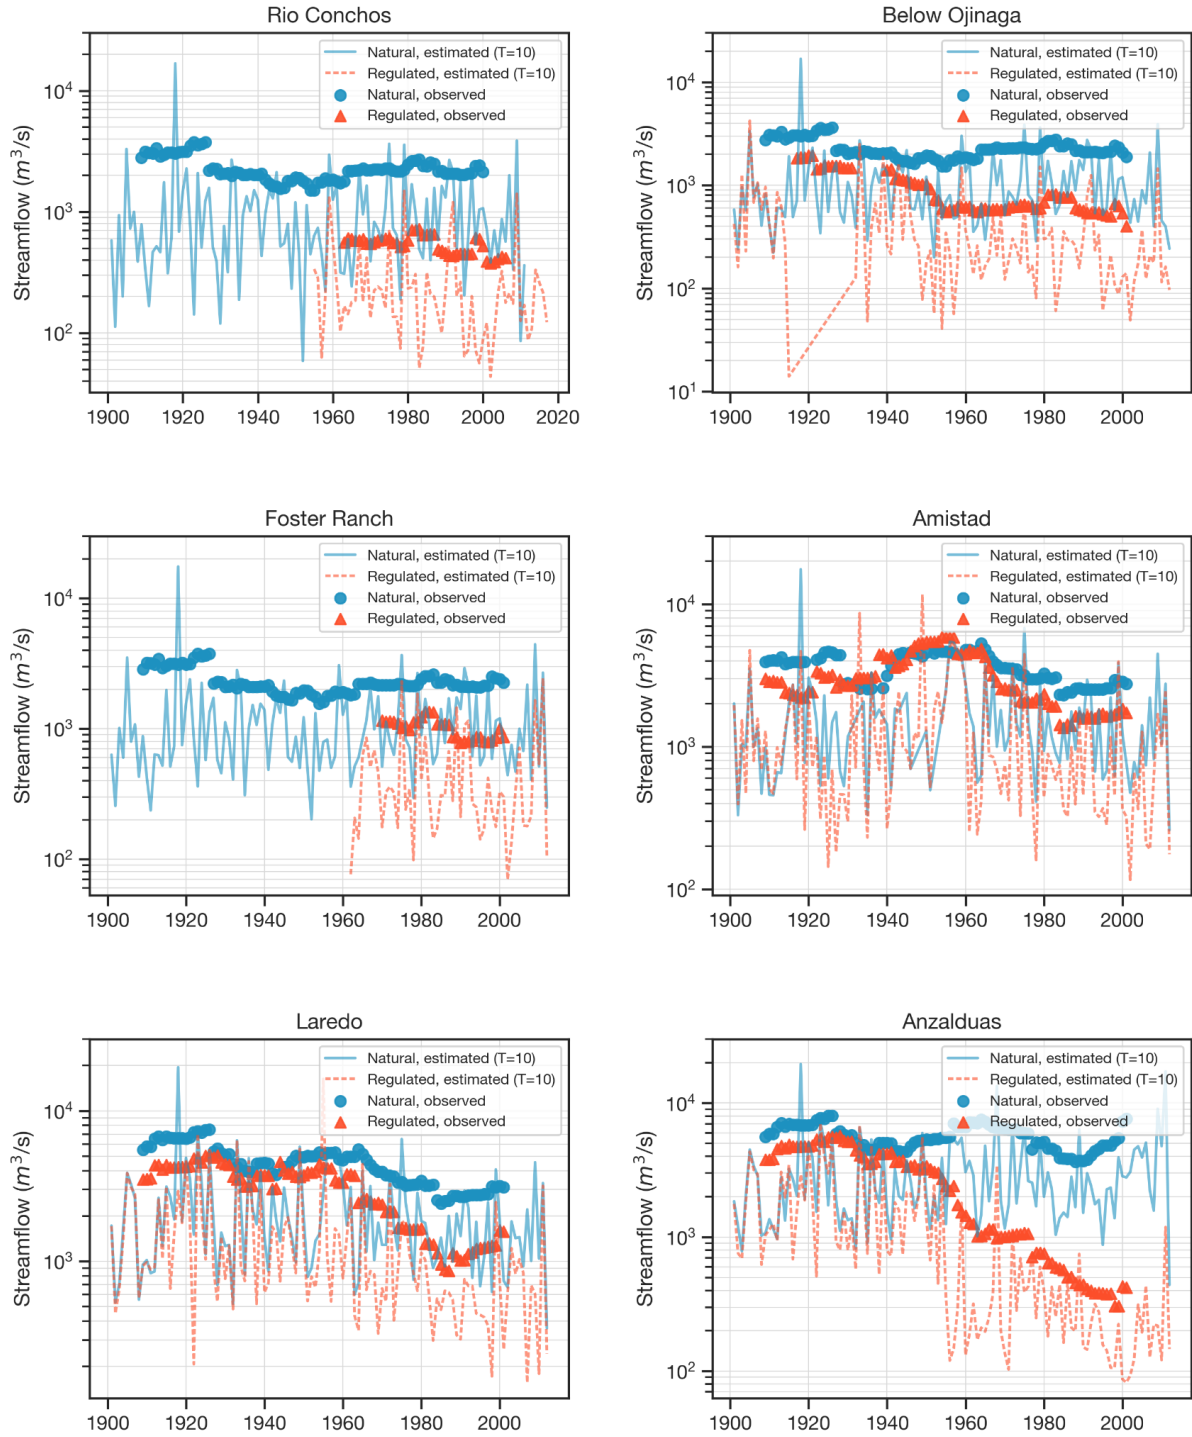 Rio Conchos
Streamflow (m³/s)
10⁴
10³
10²
Natural, estimated (T=10)
Regulated, estimated (T=10)
Natural, observed
Regulated, observed
1900 1920 1940 1960 1980 2000 2020
Below Ojinaga
Streamflow (m³/s)
10⁴
10³
10²
10¹
Natural, estimated (T=10)
Regulated, estimated (T=10)
Natural, observed
Regulated, observed
1900 1920 1940 1960 1980 2000
Foster Ranch
Streamflow (m³/s)
10⁴
10³
10²
Natural, estimated (T=10)
Regulated, estimated (T=10)
Natural, observed
Regulated, observed
1900 1920 1940 1960 1980 2000
Amistad
Streamflow (m³/s)
10⁴
10³
10²
Natural, estimated (T=10)
Regulated, estimated (T=10)
Natural, observed
Regulated, observed
1900 1920 1940 1960 1980 2000
Laredo
Streamflow (m³/s)
10⁴
10³
Natural, estimated (T=10)
Regulated, estimated (T=10)
Natural, observed
Regulated, observed
1900 1920 1940 1960 1980 2000
Anzalduas
Streamflow (m³/s)
10⁴
10³
10²
Natural, estimated (T=10)
Regulated, estimated (T=10)
Natural, observed
Regulated, observed
1900 1920 1940 1960 1980 2000